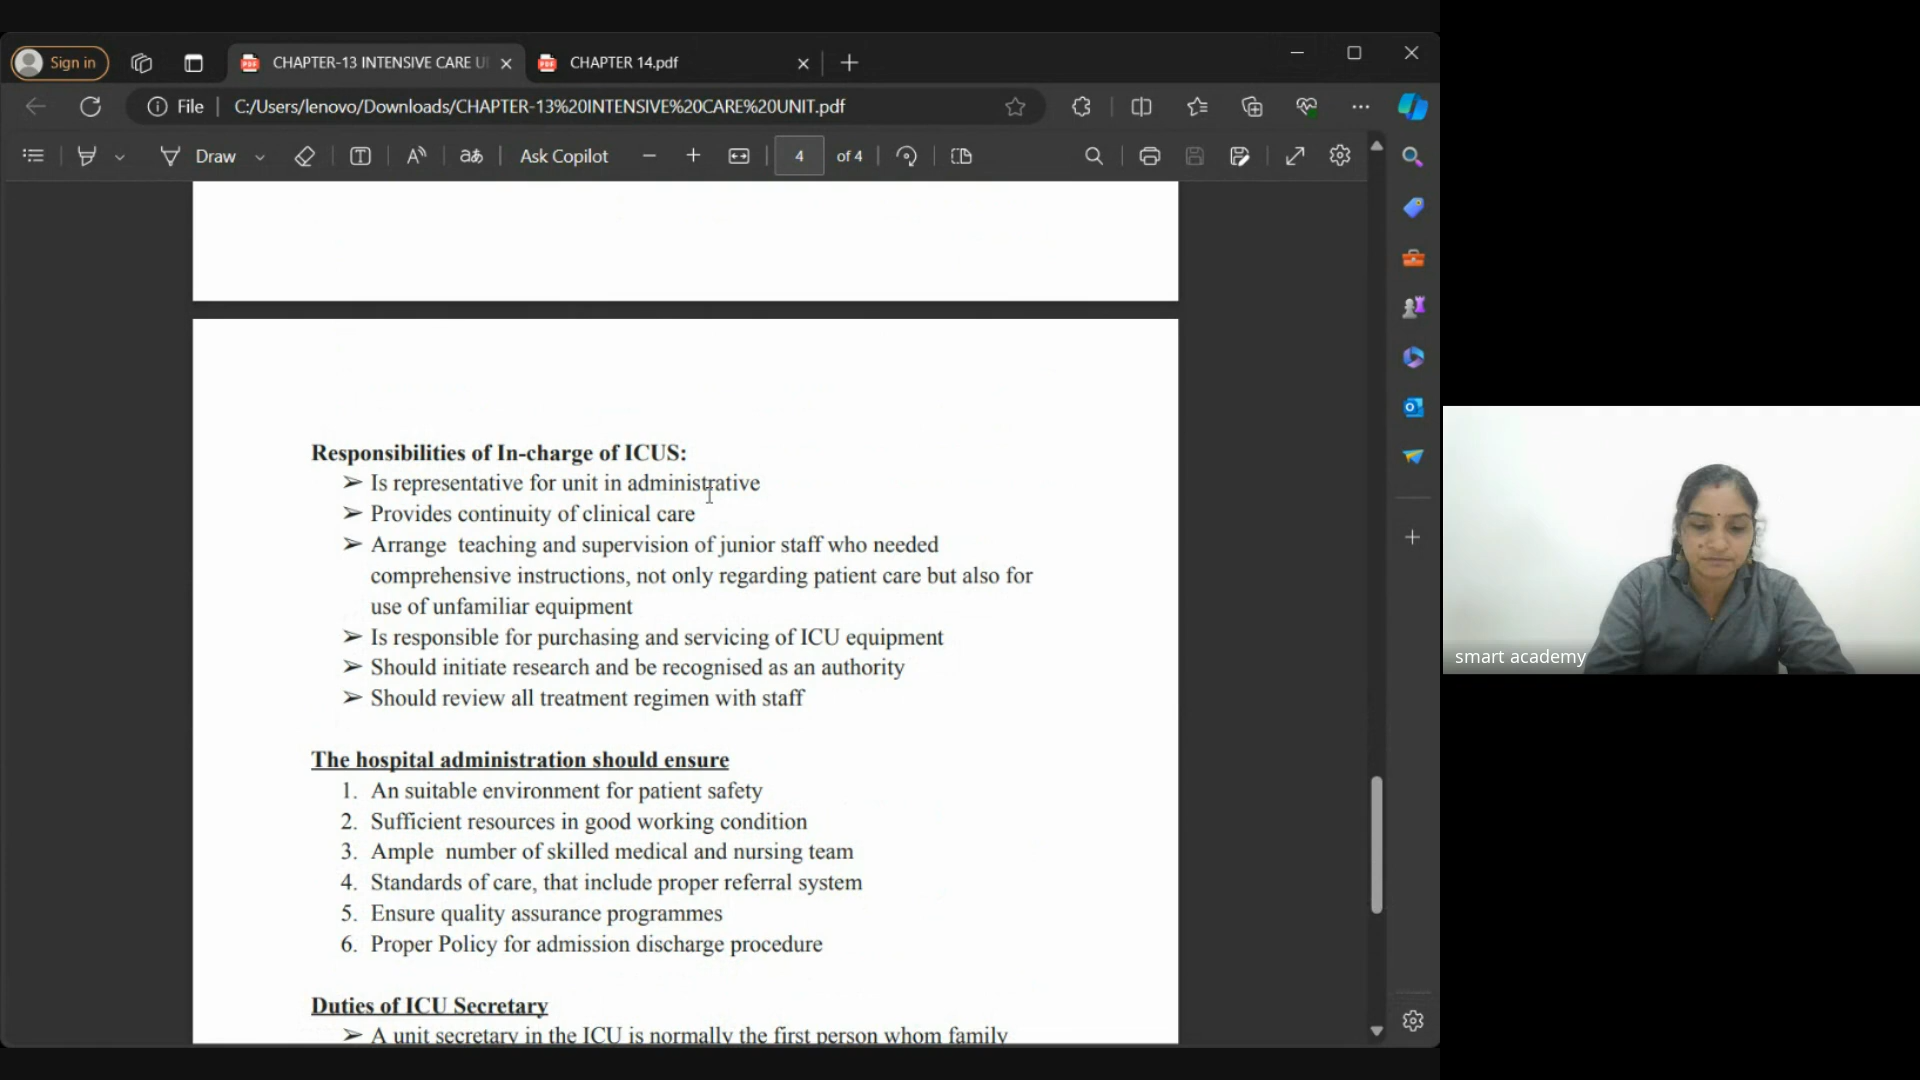 Sign in
CHAPTER-13 INTENSIVE CARE U
CHAPTER 14.pdf
File
C:/Users/lenovo/Downloads/CHAPTER-13%20INTENSIVE%20CARE%20UNIT.pdf
Draw
Ask Copilot
4 of 4
Responsibilities of In-charge of ICUS:
➢ Is representative for unit in administrative
➢ Provides continuity of clinical care
➢ Arrange teaching and supervision of junior staff who needed
comprehensive instructions, not only regarding patient care but also for
use of unfamiliar equipment
➢ Is responsible for purchasing and servicing of ICU equipment
➢ Should initiate research and be recognised as an authority
➢ Should review all treatment regimen with staff
The hospital administration should ensure
1. An suitable environment for patient safety
2. Sufficient resources in good working condition
3. Ample number of skilled medical and nursing team
4. Standards of care, that include proper referral system
5. Ensure quality assurance programmes
6. Proper Policy for admission discharge procedure
Duties of ICU Secretary
➢ A unit secretary in the ICU is normally the first person whom family
smart academy